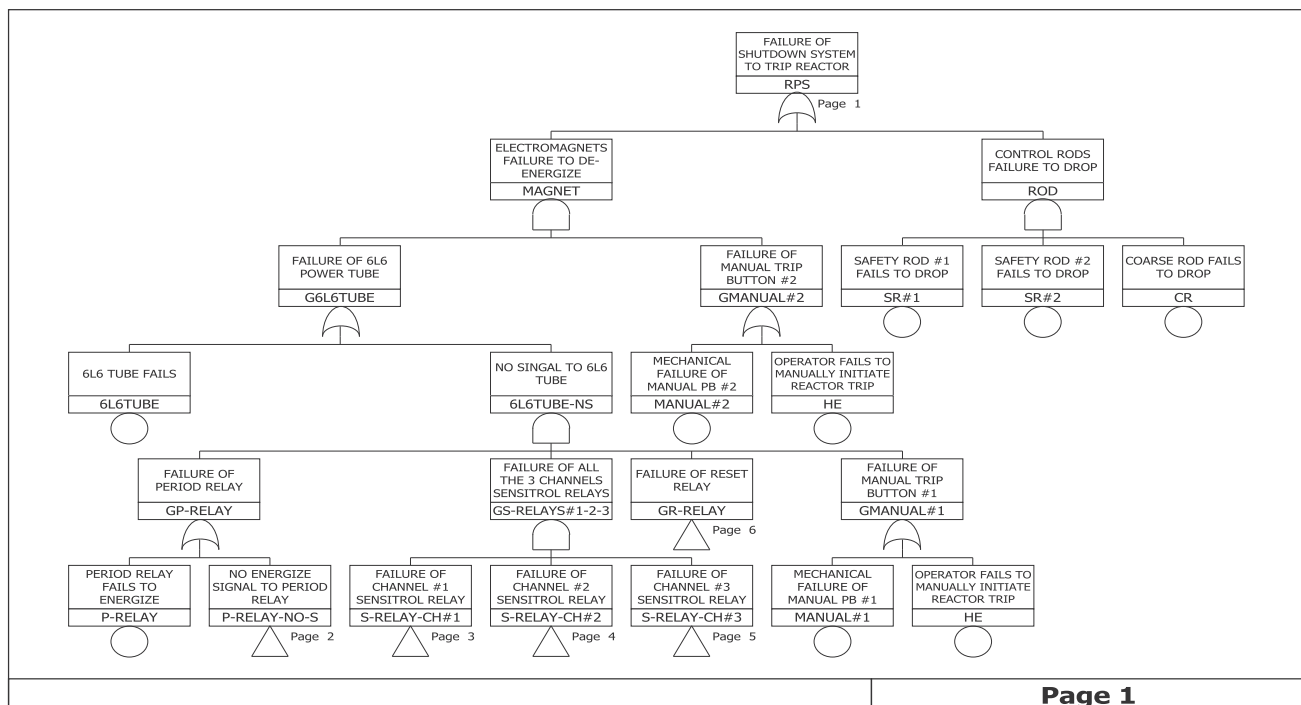 FAILURE OF
SHUTDOWN SYSTEM
TO TRIP REACTOR
RPS
Page 1
ELECTROMAGNETS
FAILURE TO DE-
ENERGIZE
MAGNET
CONTROL RODS
FAILURE TO DROP
ROD
FAILURE OF 6L6
POWER TUBE
G6L6TUBE
FAILURE OF
MANUAL TRIP
BUTTON #2
GMANUAL#2
SAFETY ROD #1
FAILS TO DROP
SR#1
SAFETY ROD #2
FAILS TO DROP
SR#2
COARSE ROD FAILS
TO DROP
CR
6L6 TUBE FAILS
6L6TUBE
NO SINGAL TO 6L6
TUBE
6L6TUBE-NS
MECHANICAL
FAILURE OF
MANUAL PB #2
MANUAL#2
OPERATOR FAILS TO
MANUALLY INITIATE
REACTOR TRIP
HE
FAILURE OF
PERIOD RELAY
GP-RELAY
FAILURE OF ALL
THE 3 CHANNELS
SENSITROL RELAYS
GS-RELAYS#1-2-3
FAILURE OF RESET
RELAY
GR-RELAY
Page 6
FAILURE OF
MANUAL TRIP
BUTTON #1
GMANUAL#1
PERIOD RELAY
FAILS TO
ENERGIZE
P-RELAY
NO ENERGIZE
SIGNAL TO PERIOD
RELAY
P-RELAY-NO-S
Page 2
FAILURE OF
CHANNEL #1
SENSITROL RELAY
S-RELAY-CH#1
Page 3
FAILURE OF
CHANNEL #2
SENSITROL RELAY
S-RELAY-CH#2
Page 4
FAILURE OF
CHANNEL #3
SENSITROL RELAY
S-RELAY-CH#3
Page 5
MECHANICAL
FAILURE OF
MANUAL PB #1
MANUAL#1
OPERATOR FAILS TO
MANUALLY INITIATE
REACTOR TRIP
HE
Page 1